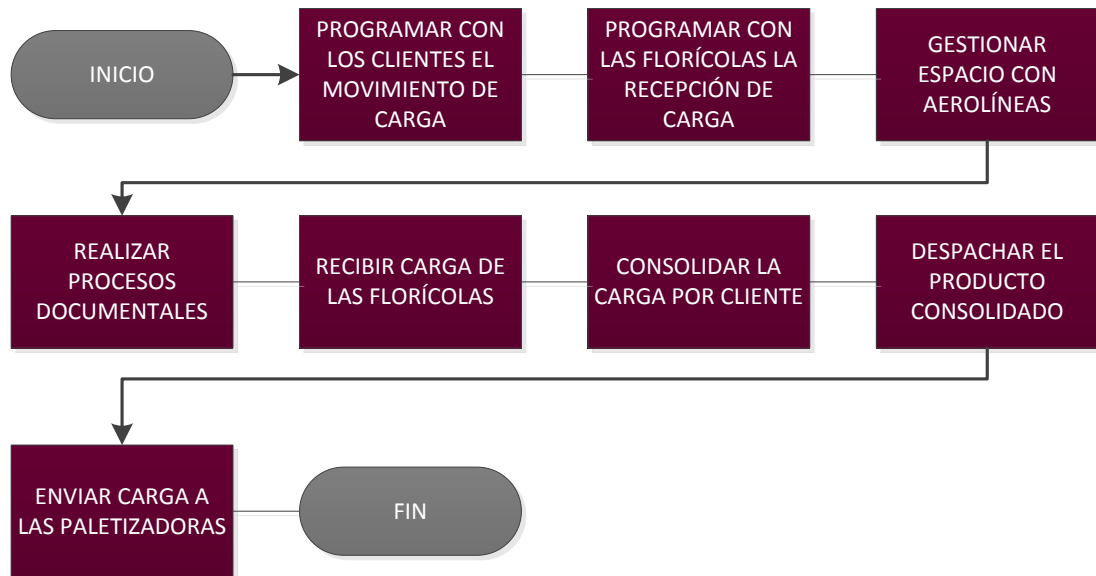 INICIO
PROGRAMAR CON
LOS CLIENTES EL
MOVIMIENTO DE
CARGA
PROGRAMAR CON
LAS FLORÍCOLAS LA
RECEPCIÓN DE
CARGA
GESTIONAR
ESPACIO CON
AEROLÍNEAS
REALIZAR
PROCESOS
DOCUMENTALES
RECIBIR CARGA DE
LAS FLORÍCOLAS
CONSOLIDAR LA
CARGA POR CLIENTE
DESPACHAR EL
PRODUCTO
CONSOLIDADO
ENVIAR CARGA A
LAS PALETIZADORAS
FIN